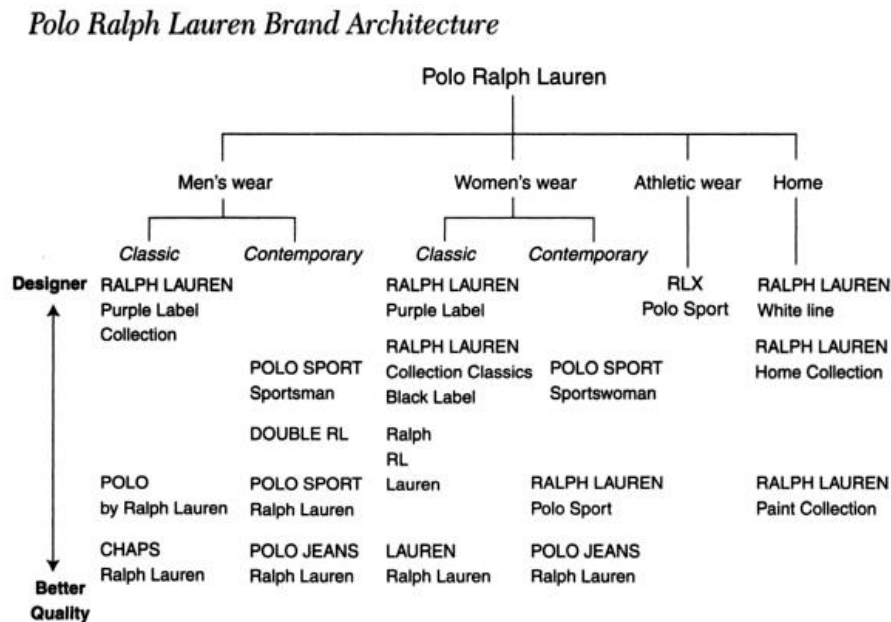 Polo Ralph Lauren Brand Architecture
Polo Ralph Lauren
Men's wear
Women's wear
Athletic wear
Home
Classic
Contemporary
Classic
Contemporary
Designer
RALPH LAUREN
Purple Label
Collection
RALPH LAUREN
Purple Label
RLX
Polo Sport
RALPH LAUREN
White line
POLO SPORT
Sportsman
RALPH LAUREN
Collection Classics
Black Label
POLO SPORT
Sportswoman
RALPH LAUREN
Home Collection
DOUBLE RL
Ralph
RL
Lauren
POLO
by Ralph Lauren
POLO SPORT
Ralph Lauren
RALPH LAUREN
Polo Sport
RALPH LAUREN
Paint Collection
CHAPS
Ralph Lauren
POLO JEANS
Ralph Lauren
LAUREN
Ralph Lauren
POLO JEANS
Ralph Lauren
Better
Quality